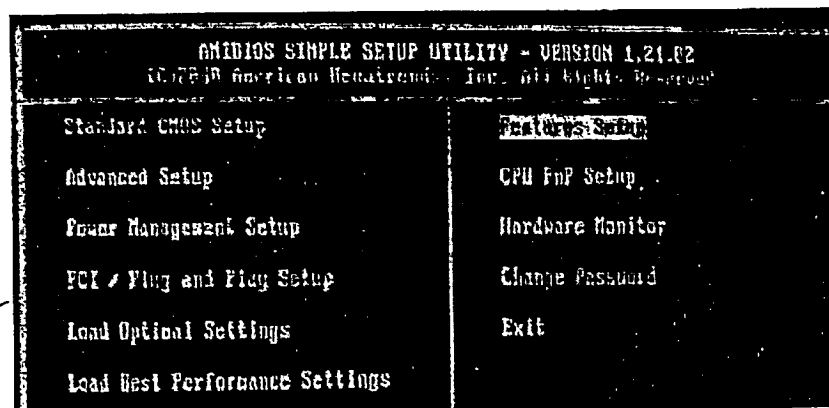 AMIBIOS SIMPLE SETUP UTILITY - VERSION 1.21.02
American Megatrends, Inc. All Rights Reserved
Standard CMOS Setup
Advanced Setup
Power Management Setup
PCI / Plug and Play Setup
Load Optimal Settings
Load Best Performance Settings
Features Setup
CPU PnP Setup
Hardware Monitor
Change Password
Exit